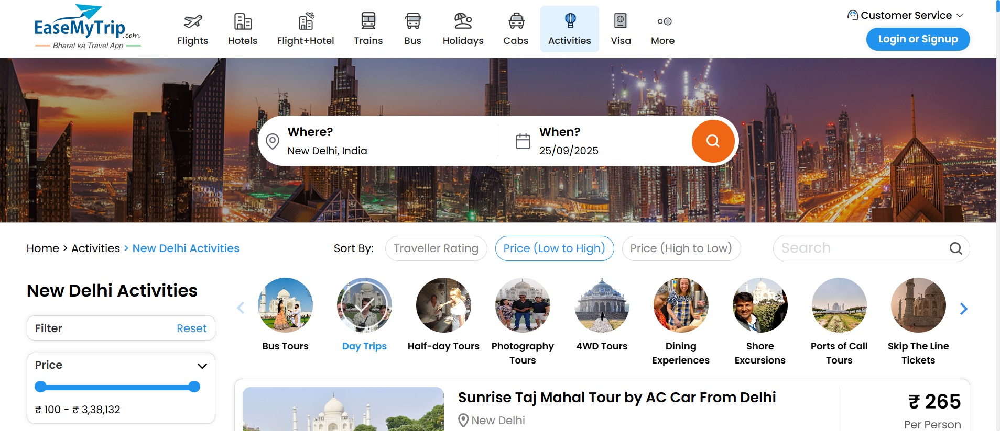 EaseMyTrip.com
Bharat ka Travel App
Flights
Hotels
Flight+Hotel
Trains
Bus
Holidays
Cabs
Activities
Visa
More
Customer Service
Login or Signup
Where?
New Delhi, India
When?
25/09/2025
Home > Activities > New Delhi Activities
Sort By:
Traveller Rating
Price (Low to High)
Price (High to Low)
Search
New Delhi Activities
Filter
Reset
Price
₹ 100 - ₹ 3,38,132
Bus Tours
Day Trips
Half-day Tours
Photography
Tours
4WD Tours
Dining
Experiences
Shore
Excursions
Ports of Call
Tours
Skip The Line
Tickets
Sunrise Taj Mahal Tour by AC Car From Delhi
New Delhi
₹ 265
Per Person